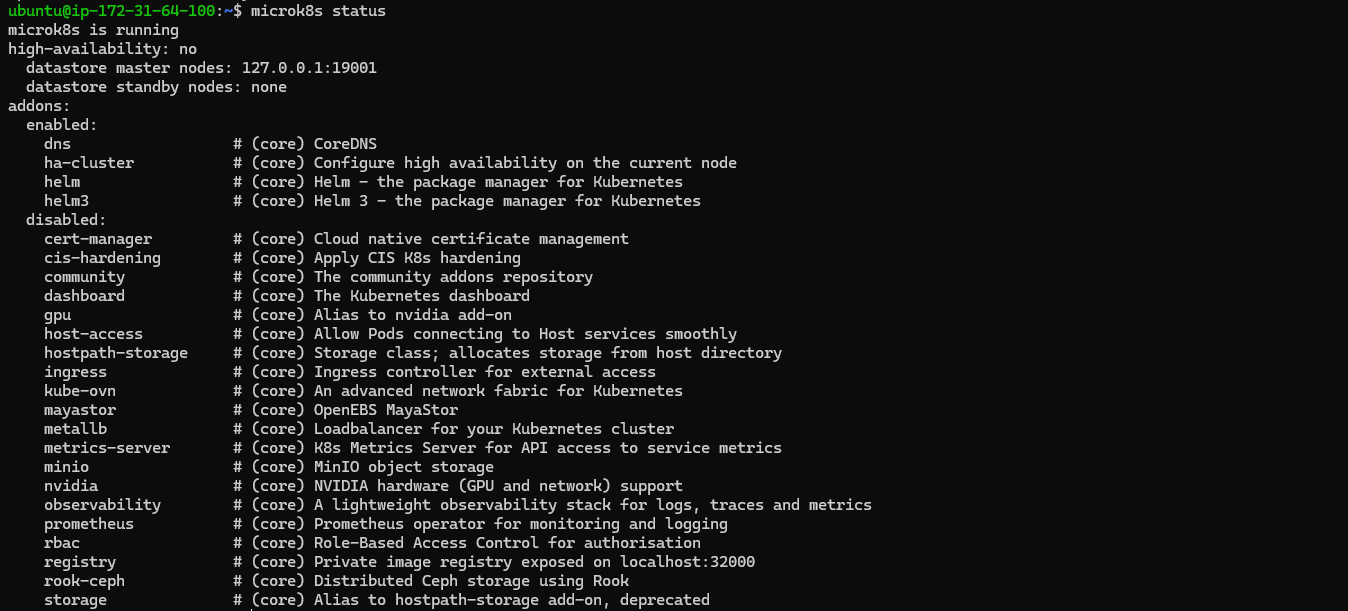 ubuntu@ip-172-31-64-100:~$ microk8s status
microk8s is running
high-availability: no
  datastore master nodes: 127.0.0.1:19001
  datastore standby nodes: none
addons:
  enabled:
    dns                  # (core) CoreDNS
    ha-cluster           # (core) Configure high availability on the current node
    helm                 # (core) Helm - the package manager for Kubernetes
    helm3                # (core) Helm 3 - the package manager for Kubernetes
  disabled:
    cert-manager         # (core) Cloud native certificate management
    cis-hardening        # (core) Apply CIS K8s hardening
    community            # (core) The community addons repository
    dashboard            # (core) The Kubernetes dashboard
    gpu                  # (core) Alias to nvidia add-on
    host-access          # (core) Allow Pods connecting to Host services smoothly
    hostpath-storage     # (core) Storage class; allocates storage from host directory
    ingress              # (core) Ingress controller for external access
    kube-ovn             # (core) An advanced network fabric for Kubernetes
    mayastor             # (core) OpenEBS MayaStor
    metallb              # (core) Loadbalancer for your Kubernetes cluster
    metrics-server       # (core) K8s Metrics Server for API access to service metrics
    minio                # (core) MinIO object storage
    nvidia               # (core) NVIDIA hardware (GPU and network) support
    observability        # (core) A lightweight observability stack for logs, traces and metrics
    prometheus           # (core) Prometheus operator for monitoring and logging
    rbac                 # (core) Role-Based Access Control for authorisation
    registry             # (core) Private image registry exposed on localhost:32000
    rook-ceph            # (core) Distributed Ceph storage using Rook
    storage              # (core) Alias to hostpath-storage add-on, deprecated